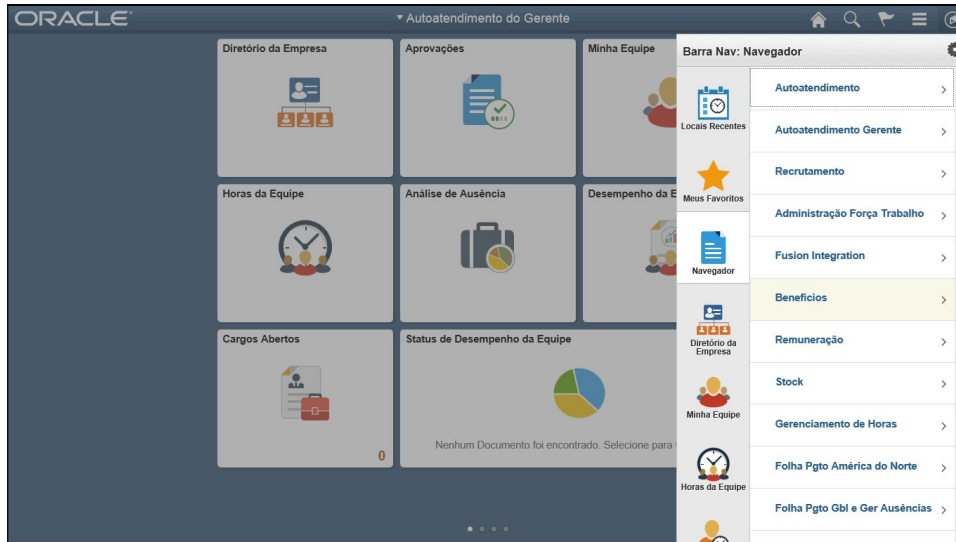 ORACLE
Autoatendimento do Gerente
Diretório da Empresa
Aprovações
Minha Equipe
Horas da Equipe
Análise de Ausência
Desempenho da E
Cargos Abertos
0
Status de Desempenho da Equipe
Nenhum Documento foi encontrado. Selecione para
Barra Nav: Navegador
Locais Recentes
Meus Favoritos
Navegador
Diretório da
Empresa
Minha Equipe
Horas da Equipe
Autoatendimento
Autoatendimento Gerente
Recrutamento
Administração Força Trabalho
Fusion Integration
Benefícios
Remuneração
Stock
Gerenciamento de Horas
Folha Pgto América do Norte
Folha Pgto Gbl e Ger Ausências